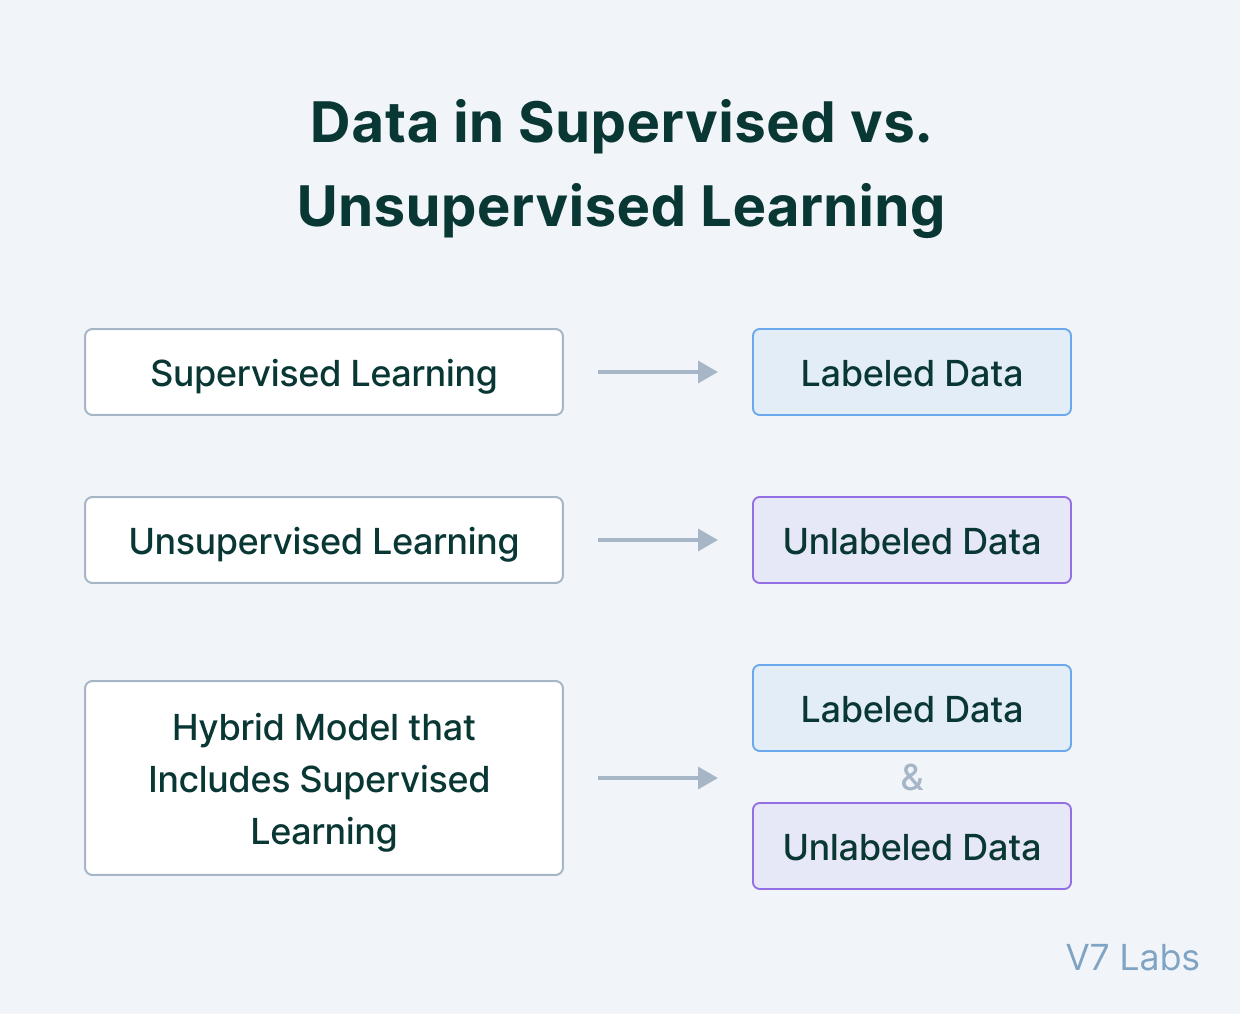 Data in Supervised vs.
Unsupervised Learning
Supervised Learning
Labeled Data
Unsupervised Learning
Unlabeled Data
Hybrid Model that
Includes Supervised
Learning
Labeled Data
&
Unlabeled Data
V7 Labs